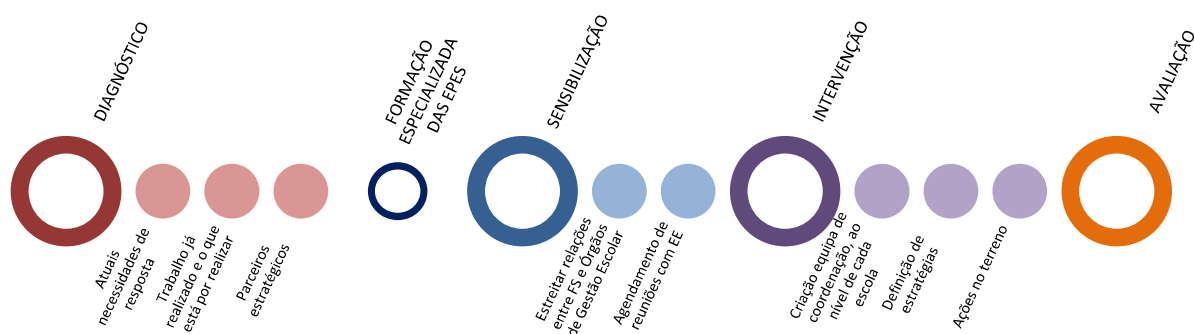 DIAGNÓSTICO
Atuais
necessidades de
resposta
Trabalho já
realizado e o que
está por realizar
Parceiros
estratégicos
FORMAÇÃO
ESPECIALIZADA
DAS EPES
SENSIBILIZAÇÃO
Estreitar relações
entre FS e Órgãos
de Gestão Escolar
Agendamento de
reuniões com EE
INTERVENÇÃO
Criação equipa de
coordenação, ao
nível de cada
escola
Definição de
estratégias
Ações no terreno
AVALIAÇÃO